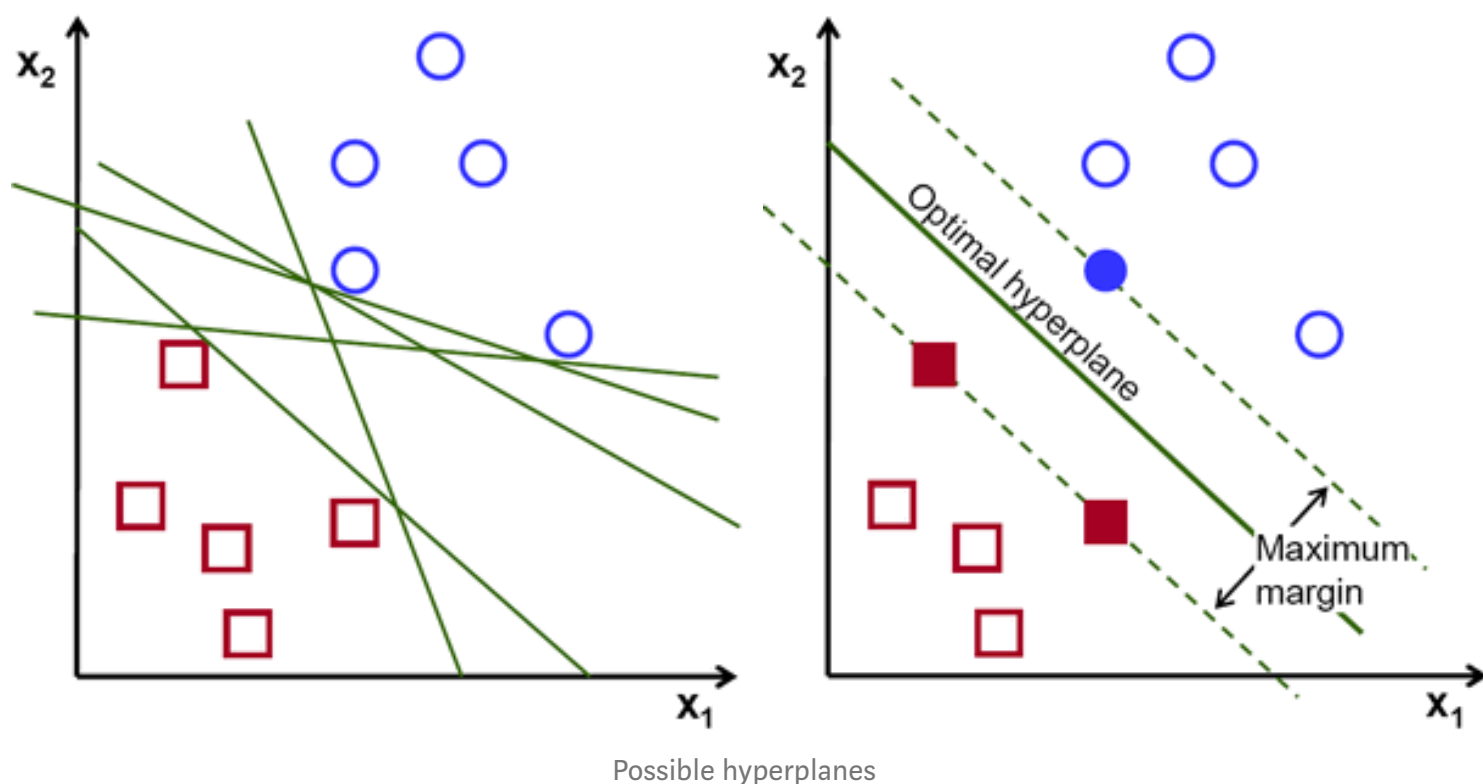 x₂
x₁
x₂
Optimal hyperplane
Maximum
margin
x₁
Possible hyperplanes